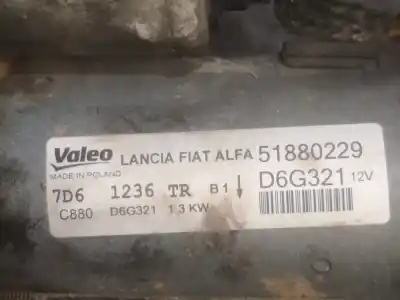 Valeo LANCIA FIAT ALFA 51880229
MADE IN POLAND
7D6 1236 TR B1 D6G321 12V
C880 D6G321 1.3 KW